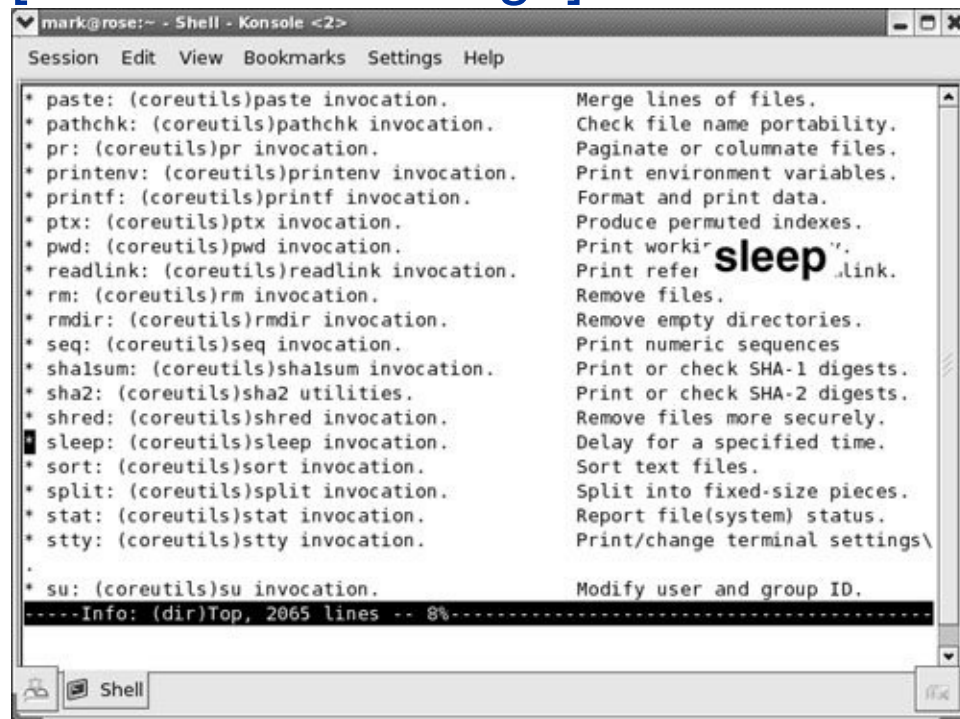 mark@rose:~ - Shell - Konsole <2>
Session Edit View Bookmarks Settings Help
* paste: (coreutils)paste invocation. Merge lines of files.
* pathchk: (coreutils)pathchk invocation. Check file name portability.
* pr: (coreutils)pr invocation. Paginate or columnate files.
* printenv: (coreutils)printenv invocation. Print environment variables.
* printf: (coreutils)printf invocation. Format and print data.
* ptx: (coreutils)ptx invocation. Produce permuted indexes.
* pwd: (coreutils)pwd invocation. Print
sleep
* readlink: (coreutils)readlink invocation. Print
* rm: (coreutils)rm invocation. Remove files.
* rmdir: (coreutils)rmdir invocation. Remove empty directories.
* seq: (coreutils)seq invocation. Print numeric sequences
* sha1sum: (coreutils)sha1sum invocation. Print or check SHA-1 digests.
* sha2: (coreutils)sha2 utilities. Print or check SHA-2 digests.
* shred: (coreutils)shred invocation. Remove files more securely.
* sleep: (coreutils)sleep invocation. Delay for a specified time.
* sort: (coreutils)sort invocation. Sort text files.
* split: (coreutils)split invocation. Split into fixed-size pieces.
* stat: (coreutils)stat invocation. Report file(system) status.
* stty: (coreutils)stty invocation. Print/change terminal settings\
.
* su: (coreutils)su invocation. Modify user and group ID.
-----Info: (dir)Top, 2065 lines -- 8%-----------------------------------------------
Shell